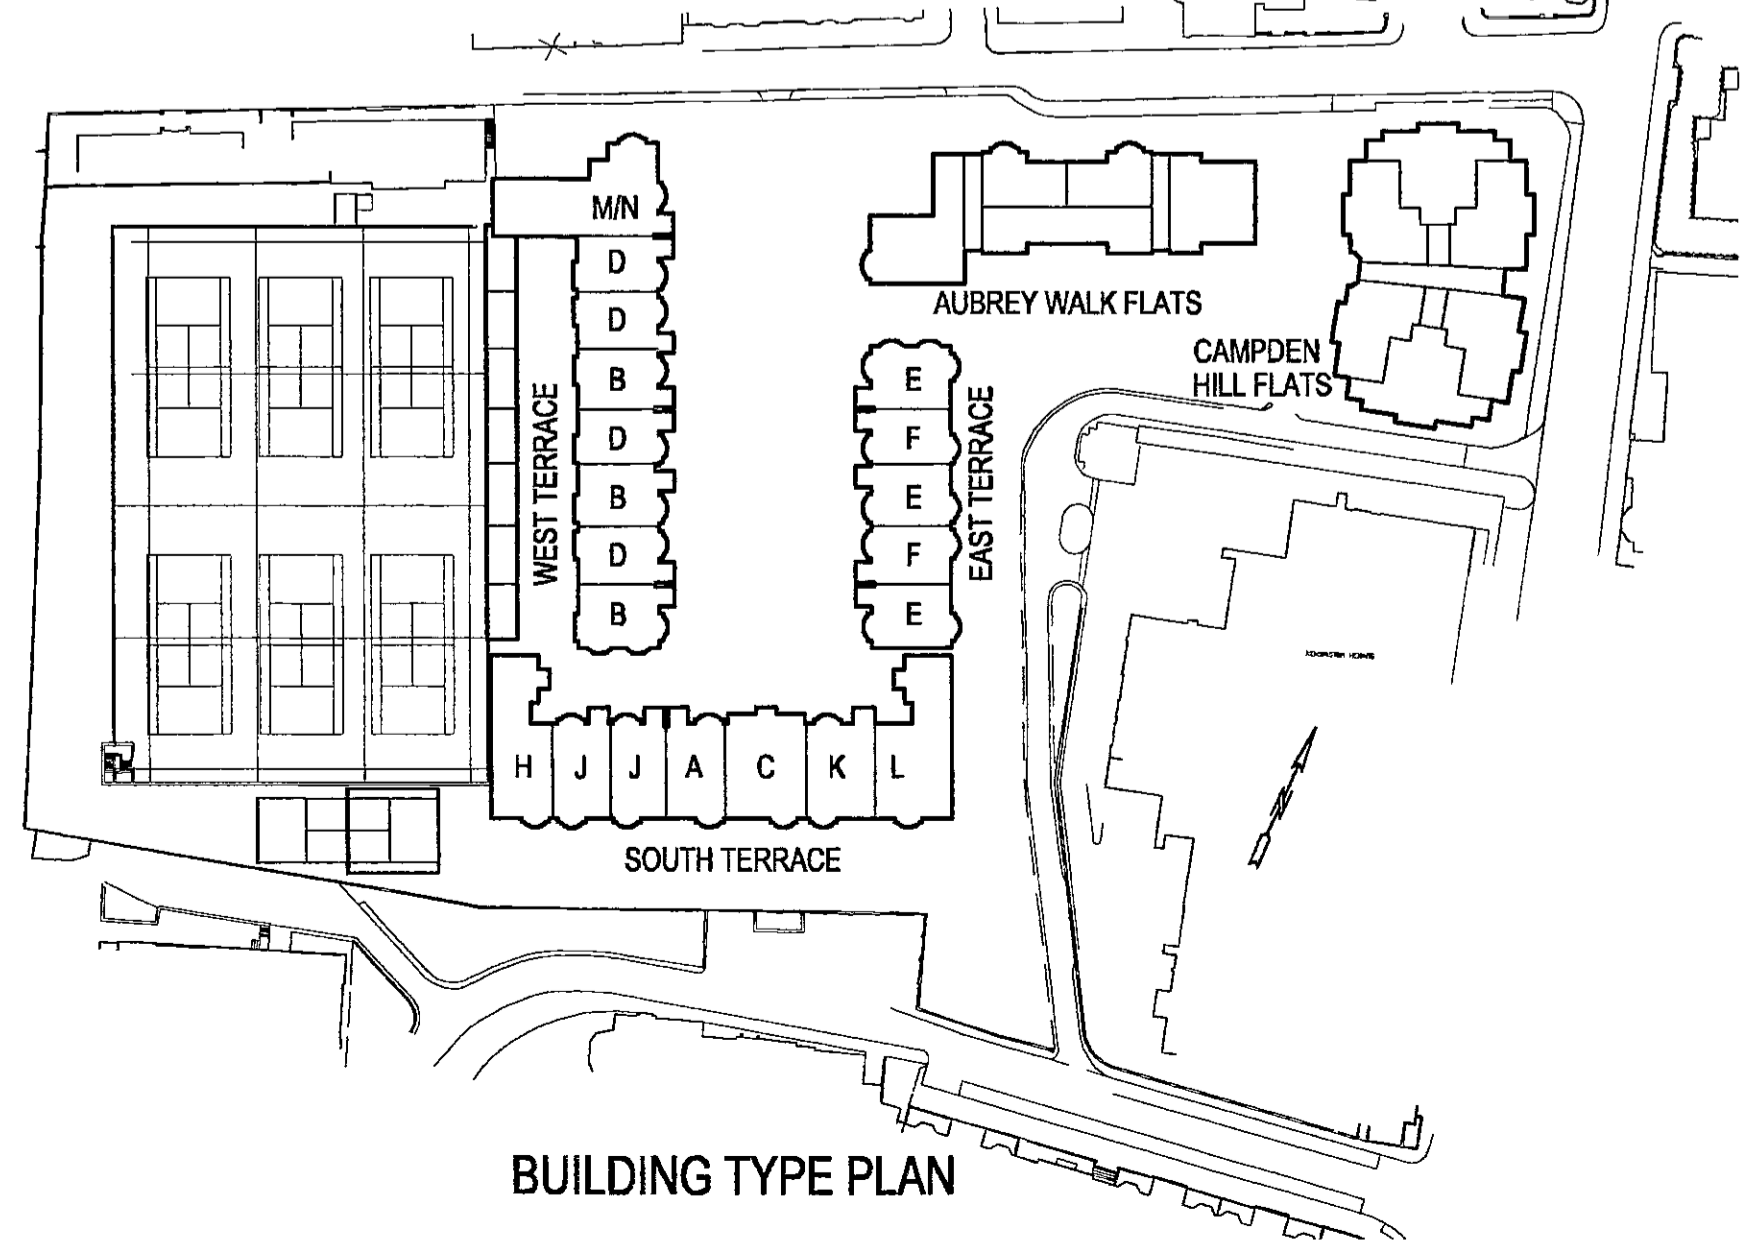 M/N
D
D
B
D
B
D
B
WEST TERRACE
AUBREY WALK FLATS
CAMPDEN
HILL FLATS
E
F
E
F
E
EAST TERRACE
H J J A C K L
SOUTH TERRACE
N
BUILDING TYPE PLAN